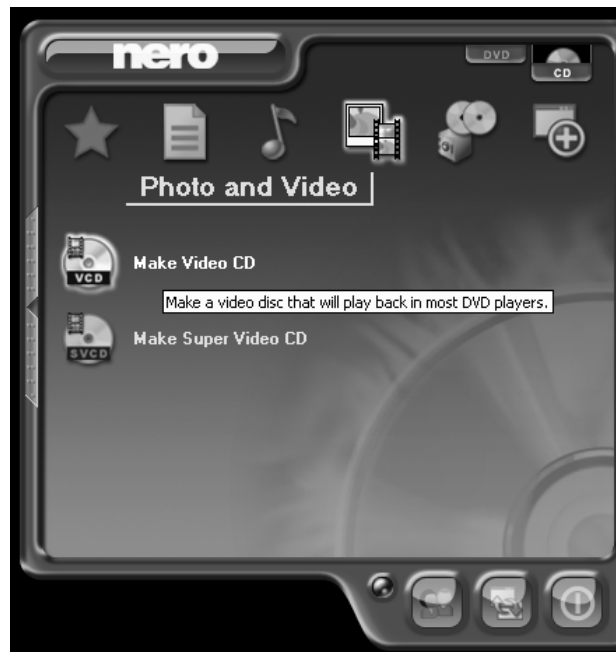 nero
DVD
CD
Photo and Video
VCD
Make Video CD
Make a video disc that will play back in most DVD players.
SVCD
Make Super Video CD